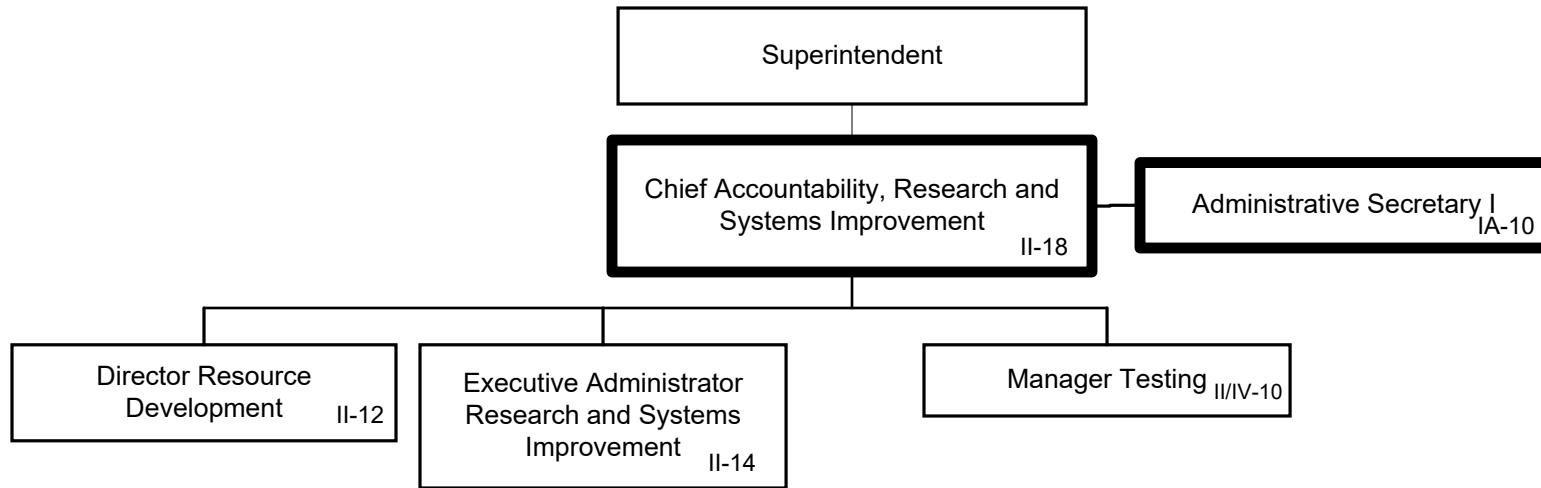 Superintendent
Chief Accountability, Research and
Systems Improvement
II-18
Administrative Secretary I
IA-10
Director Resource
Development
II-12
Executive Administrator
Research and Systems
Improvement
II-14
Manager Testing
II/IV-10